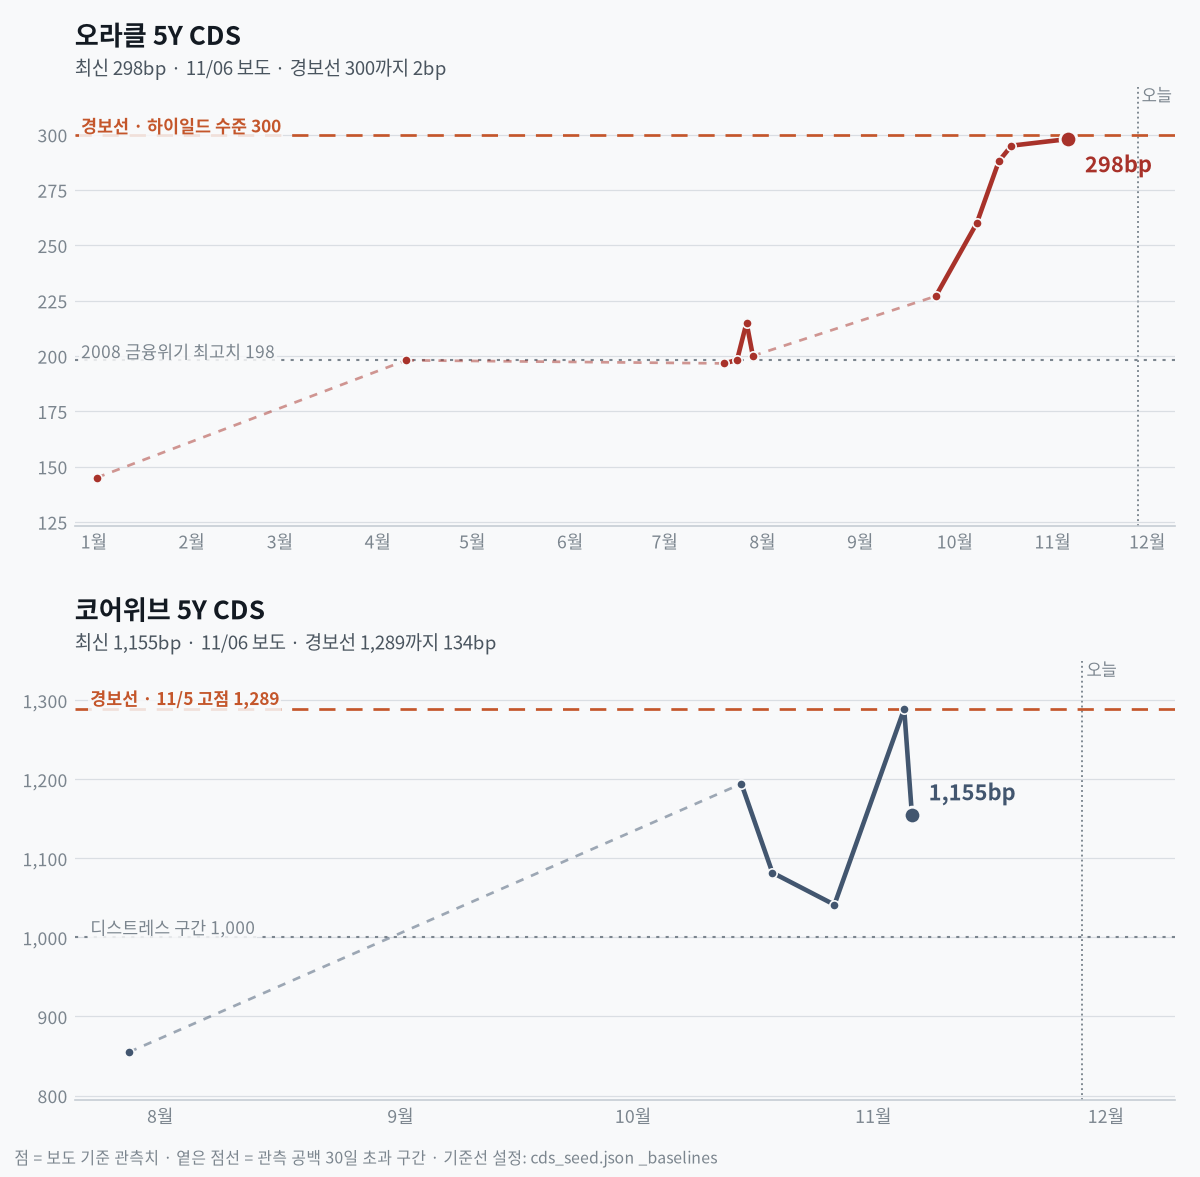 오라클 5Y CDS
최신 298bp · 11/06 보도 · 경보선 300까지 2bp
오늘
경보선 · 하이일드 수준 300
300
298bp
275
250
225
2008 금융위기 최고치 198
200
175
150
125
1월 2월 3월 4월 5월 6월 7월 8월 9월 10월 11월 12월
코어위브 5Y CDS
최신 1,155bp · 11/06 보도 · 경보선 1,289까지 134bp
오늘
경보선 · 11/5 고점 1,289
1,300
1,200
1,155bp
1,100
디스트레스 구간 1,000
1,000
900
800
8월 9월 10월 11월 12월
점 = 보도 기준 관측치 · 옅은 점선 = 관측 공백 30일 초과 구간 · 기준선 설정: cds_seed.json _baselines